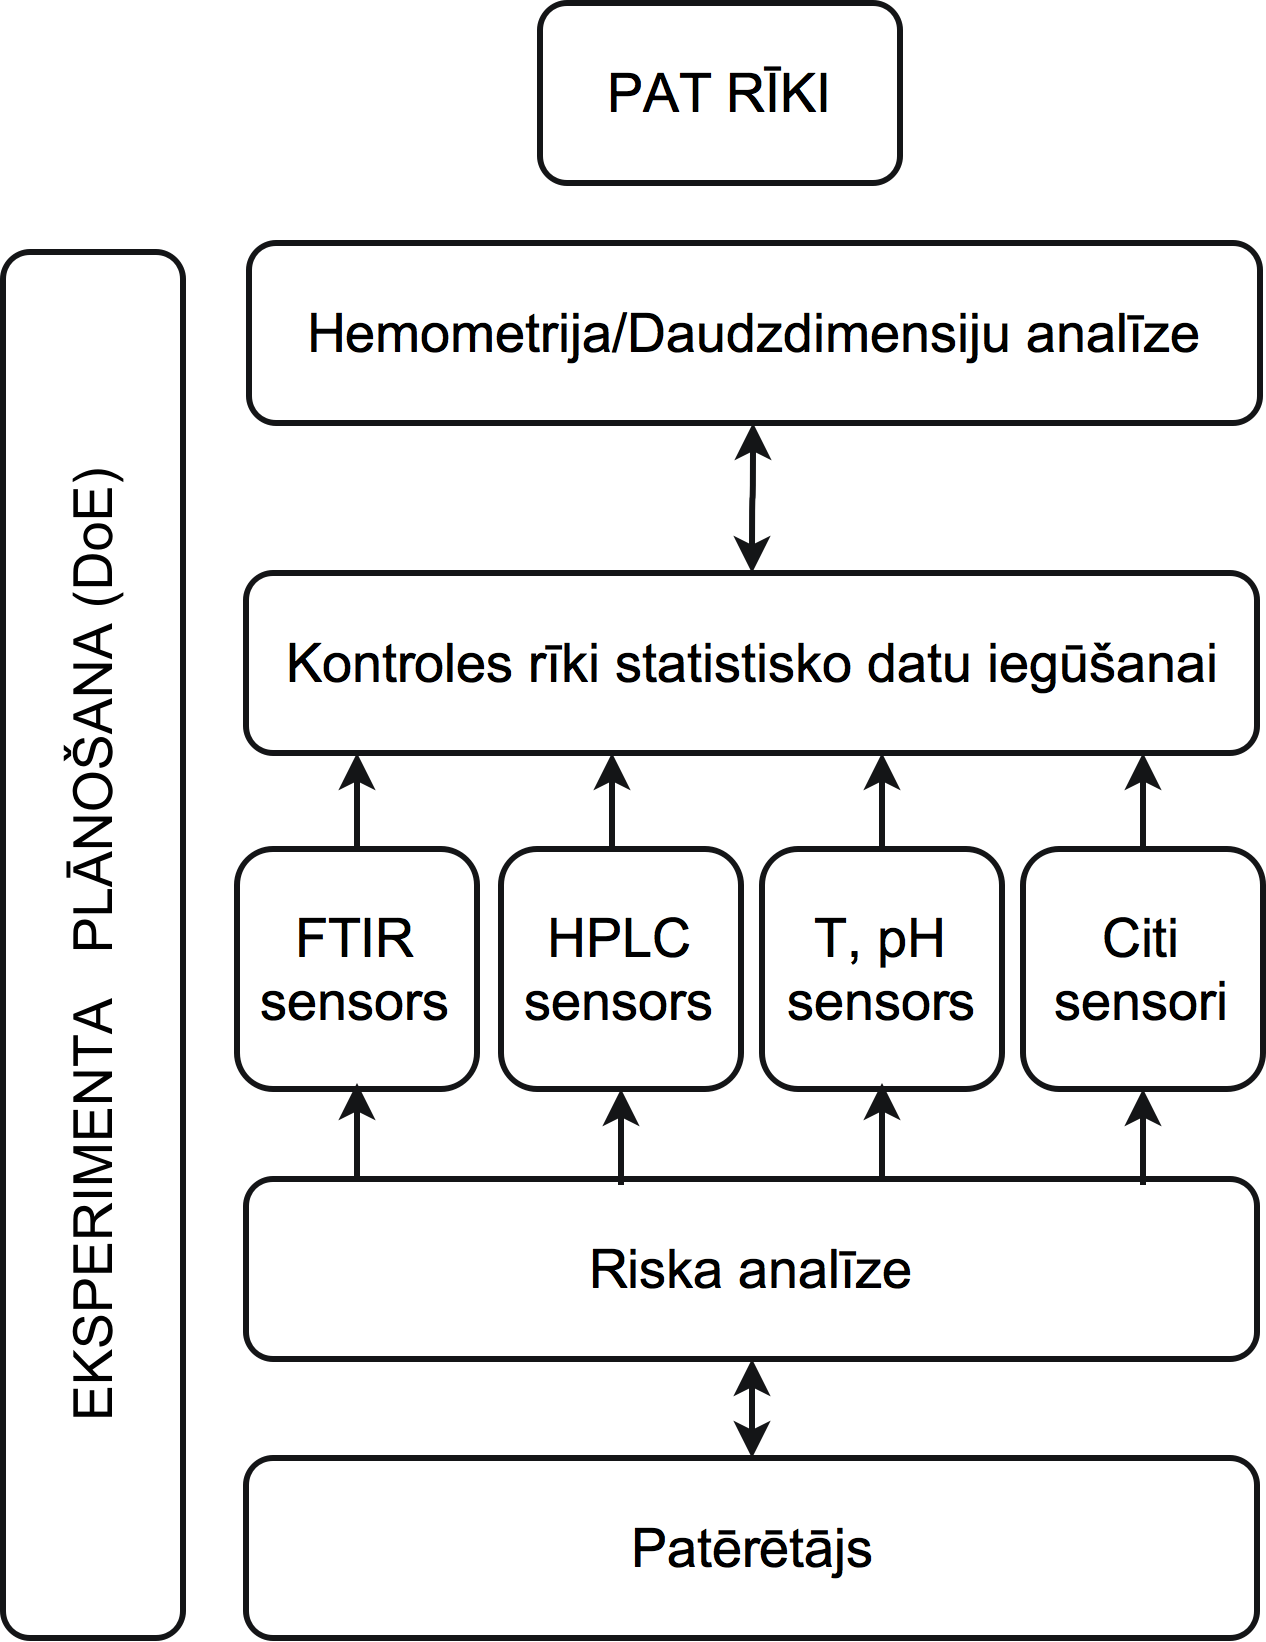 PAT RĪKI
EKSPERIMENTA PLĀNOŠANA (DoE)
Hemometrija/Daudzdimensiju analīze
Kontroles rīki statistisko datu iegūšanai
FTIR
sensors
HPLC
sensors
T, pH
sensors
Citi
sensori
Riska analīze
Patērētājs